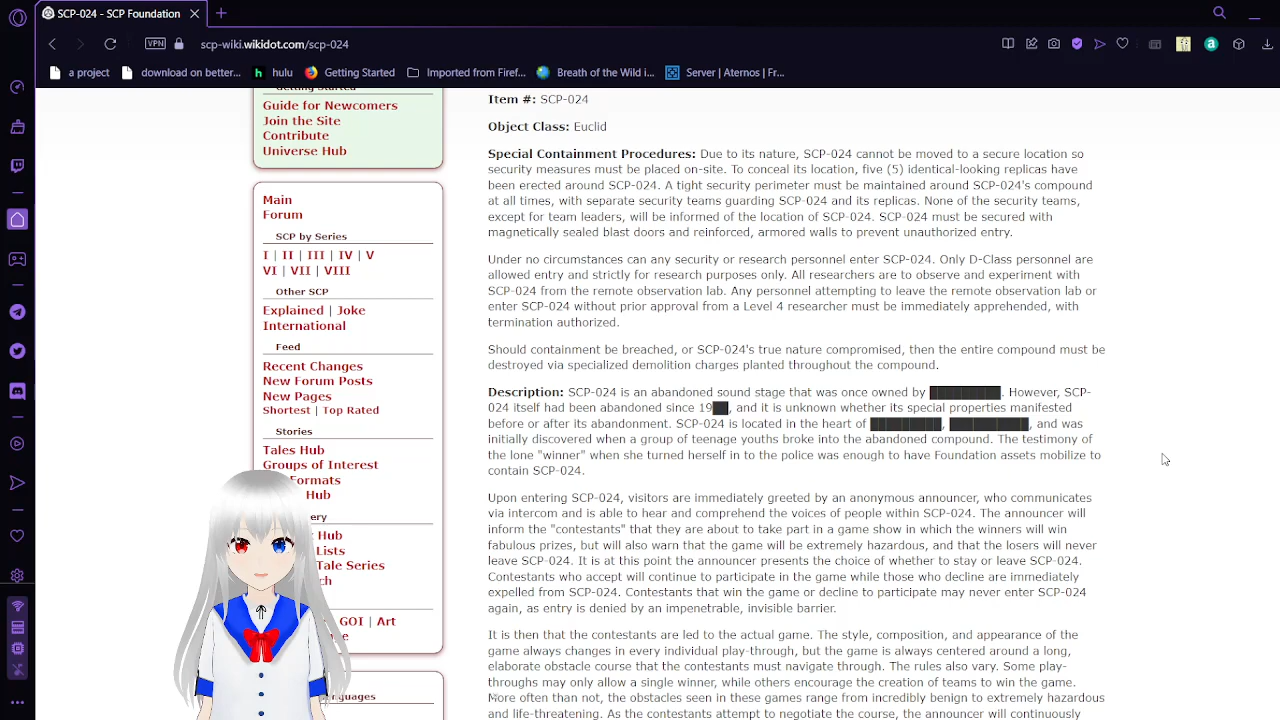 SCP-024 - SCP Foundation
VPN
scp-wiki.wikidot.com/scp-024
a project
download on better...
hulu
Getting Started
Imported from Firef...
Breath of the Wild i...
Server | Aternos | Fr...
Getting Started
Guide for Newcomers
Join the Site
Contribute
Universe Hub
Main
Forum
SCP by Series
I | II | III | IV | V
VI | VII | VIII
Other SCP
Explained | Joke
International
Feed
Recent Changes
New Forum Posts
New Pages
Shortest | Top Rated
Stories
Tales Hub
Groups of Interest
Formats
Hub
ery
Hub
Lists
Tale Series
ch
GOI | Art
e
nguages
Item #: SCP-024
Object Class: Euclid
Special Containment Procedures: Due to its nature, SCP-024 cannot be moved to a secure location so
security measures must be placed on-site. To conceal its location, five (5) identical-looking replicas have
been erected around SCP-024. A tight security perimeter must be maintained around SCP-024's compound
at all times, with separate security teams guarding SCP-024 and its replicas. None of the security teams,
except for team leaders, will be informed of the location of SCP-024. SCP-024 must be secured with
magnetically sealed blast doors and reinforced, armored walls to prevent unauthorized entry.
Under no circumstances can any security or research personnel enter SCP-024. Only D-Class personnel are
allowed entry and strictly for research purposes only. All researchers are to observe and experiment with
SCP-024 from the remote observation lab. Any personnel attempting to leave the remote observation lab or
enter SCP-024 without prior approval from a Level 4 researcher must be immediately apprehended, with
termination authorized.
Should containment be breached, or SCP-024's true nature compromised, then the entire compound must be
destroyed via specialized demolition charges planted throughout the compound.
Description: SCP-024 is an abandoned sound stage that was once owned by █████████. However, SCP-
024 itself had been abandoned since 19██, and it is unknown whether its special properties manifested
before or after its abandonment. SCP-024 is located in the heart of █████████, ██████████, and was
initially discovered when a group of teenage youths broke into the abandoned compound. The testimony of
the lone "winner" when she turned herself in to the police was enough to have Foundation assets mobilize to
contain SCP-024.
Upon entering SCP-024, visitors are immediately greeted by an anonymous announcer, who communicates
via intercom and is able to hear and comprehend the voices of people within SCP-024. The announcer will
inform the "contestants" that they are about to take part in a game show in which the winners will win
fabulous prizes, but will also warn that the game will be extremely hazardous, and that the losers will never
leave SCP-024. It is at this point the announcer presents the choice of whether to stay or leave SCP-024.
Contestants who accept will continue to participate in the game while those who decline are immediately
expelled from SCP-024. Contestants that win the game or decline to participate may never enter SCP-024
again, as entry is denied by an impenetrable, invisible barrier.
It is then that the contestants are led to the actual game. The style, composition, and appearance of the
game always changes in every individual play-through, but the game is always centered around a long,
elaborate obstacle course that the contestants must navigate through. The rules also vary. Some play-
throughs may only allow a single winner, while others encourage the creation of teams to win the game.
More often than not, the obstacles seen in these games range from incredibly benign to extremely hazardous
and life-threatening. As the contestants attempt to negotiate the course, the announcer will continuously